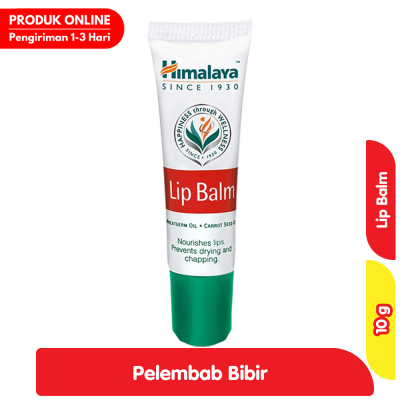 PRODUK ONLINE
Pengiriman 1-3 Hari
Himalaya
SINCE 1930
HAPPINESS through WELLNESS
SINCE • 1930
Lip Balm
OIL • CARROT SEED
Nourishes lips.
Prevents drying and
chapping.
Lip Balm
10g
Pelembab Bibir